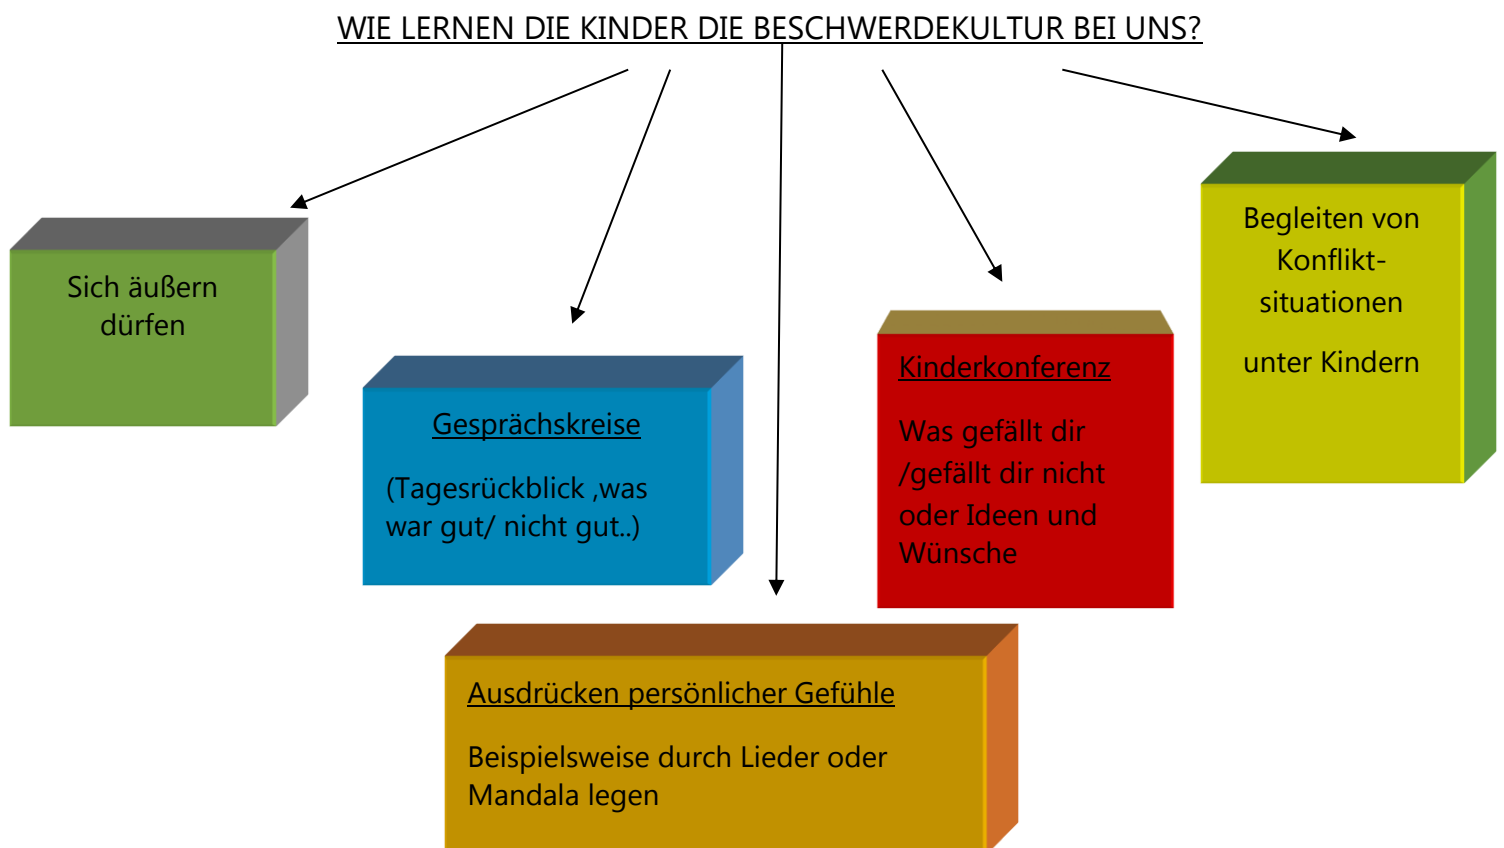 WIE LERNEN DIE KINDER DIE BESCHWERDEKULTUR BEI UNS?
Sich äußern
dürfen
Gesprächskreise
(Tagesrückblick ,was
war gut/ nicht gut..)
Ausdrücken persönlicher Gefühle
Beispielsweise durch Lieder oder
Mandala legen
Kinderkonferenz
Was gefällt dir
/gefällt dir nicht
oder Ideen und
Wünsche
Begleiten von
Konflikt-
situationen
unter Kindern